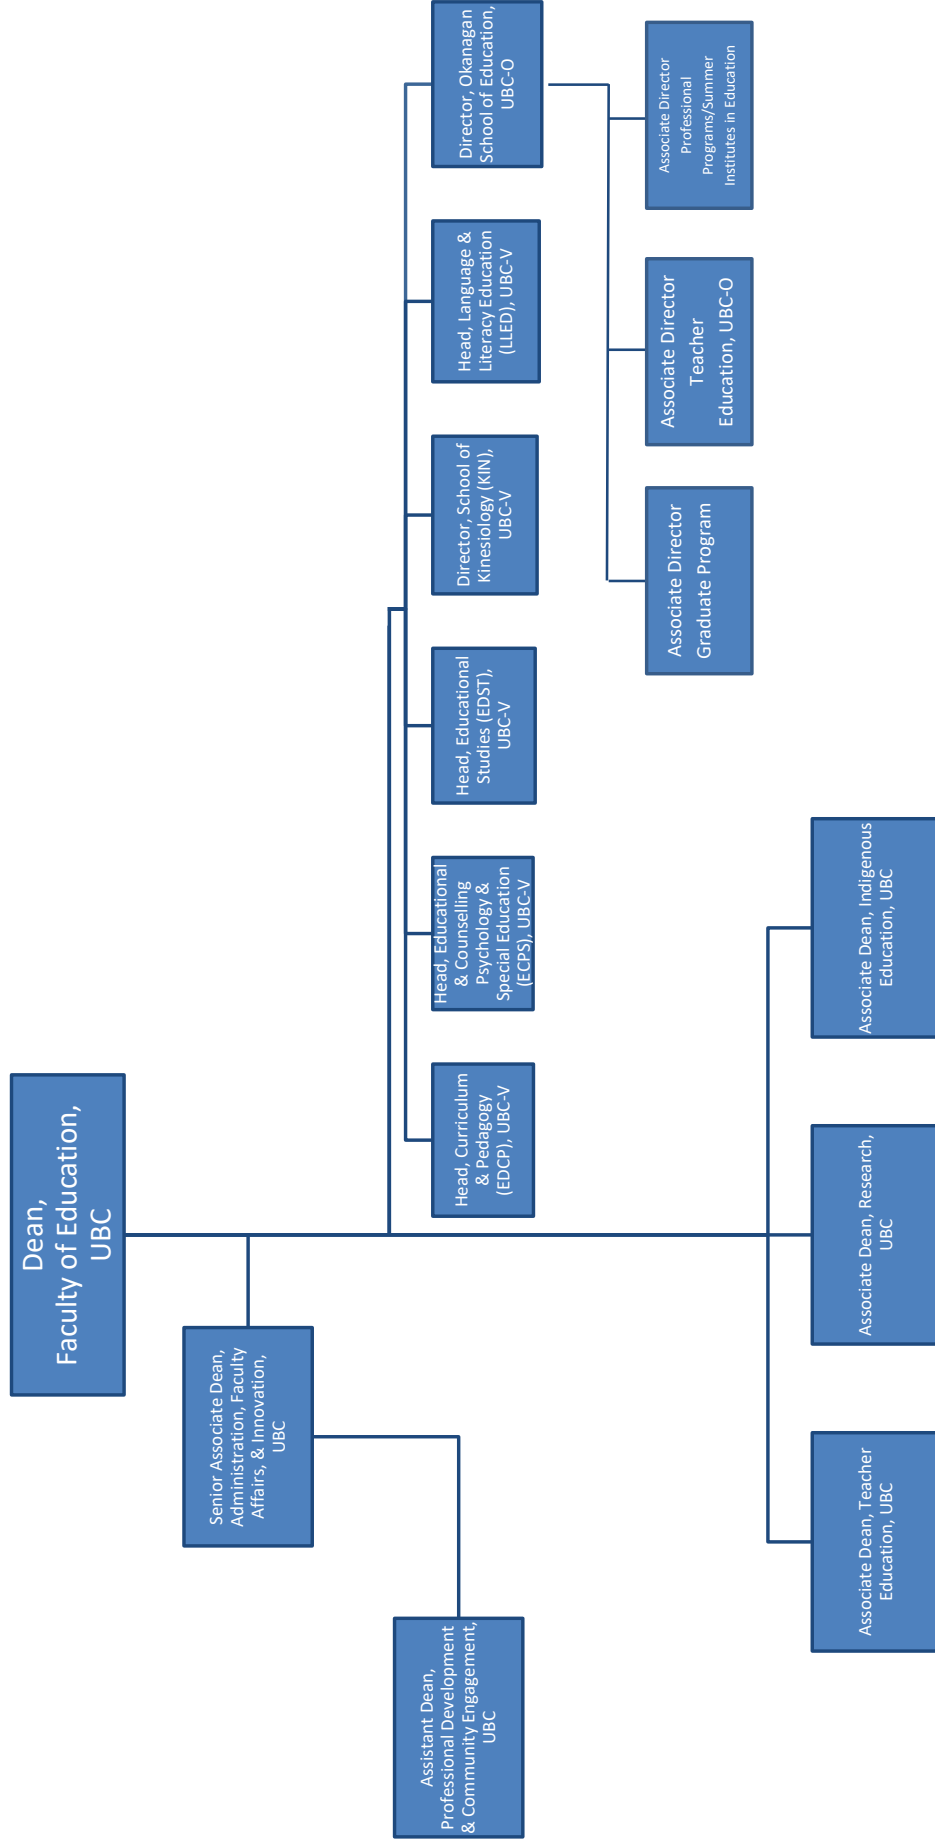 Dean,
Faculty of Education,
UBC
Senior Associate Dean,
Administration, Faculty
Affairs, & Innovation,
UBC
Assistant Dean,
Professional Development
& Community Engagement,
UBC
Head, Curriculum
& Pedagogy
(EDCP), UBC-V
Head, Educational
& Counselling
Psychology &
Special Education
(ECPS), UBC-V
Head, Educational
Studies (EDST),
UBC-V
Director, School of
Kinesiology (KIN),
UBC-V
Head, Language &
Literacy Education
(LLED), UBC-V
Director, Okanagan
School of Education,
UBC-O
Associate Director
Graduate Program
Associate Director
Teacher
Education, UBC-O
Associate Director
Professional
Programs/Summer
Institutes in Education
Associate Dean, Teacher
Education, UBC
Associate Dean, Research,
UBC
Associate Dean, Indigenous
Education, UBC